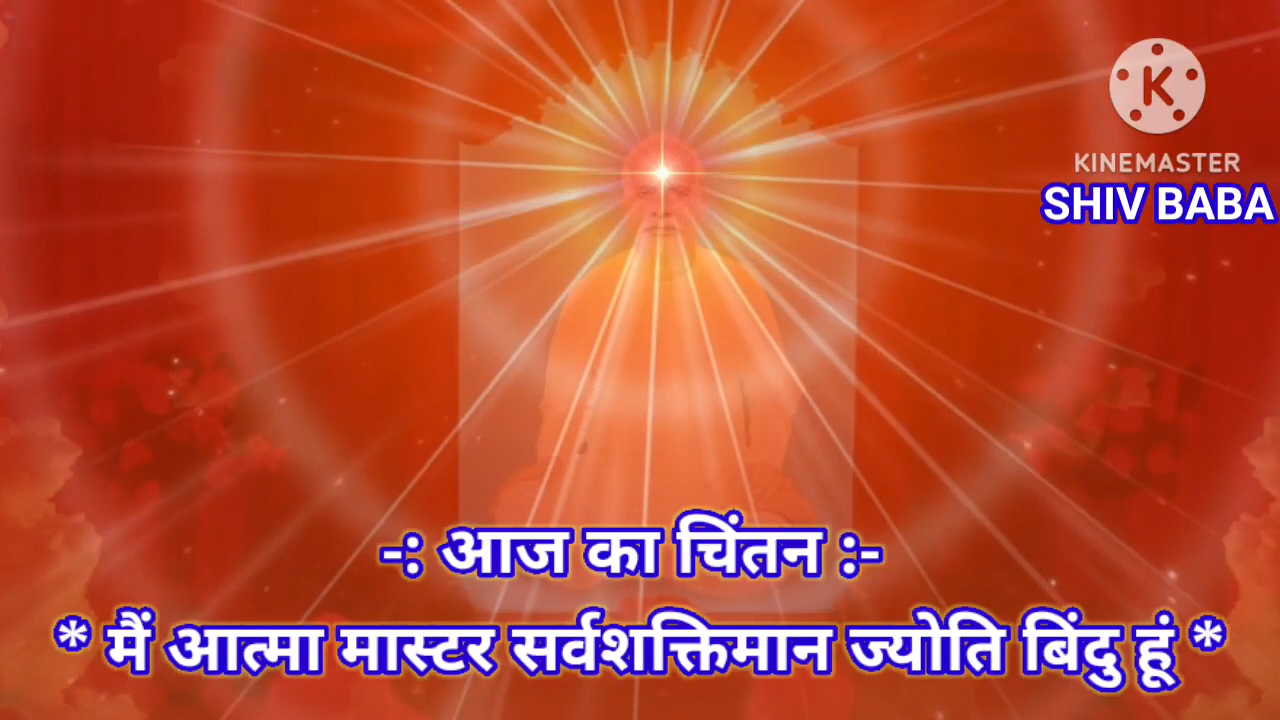 K
KINEMASTER
SHIV BABA
-: आज का चिंतन :-
* मैं आत्मा मास्टर सर्वशक्तिमान ज्योति बिंदु हूं *